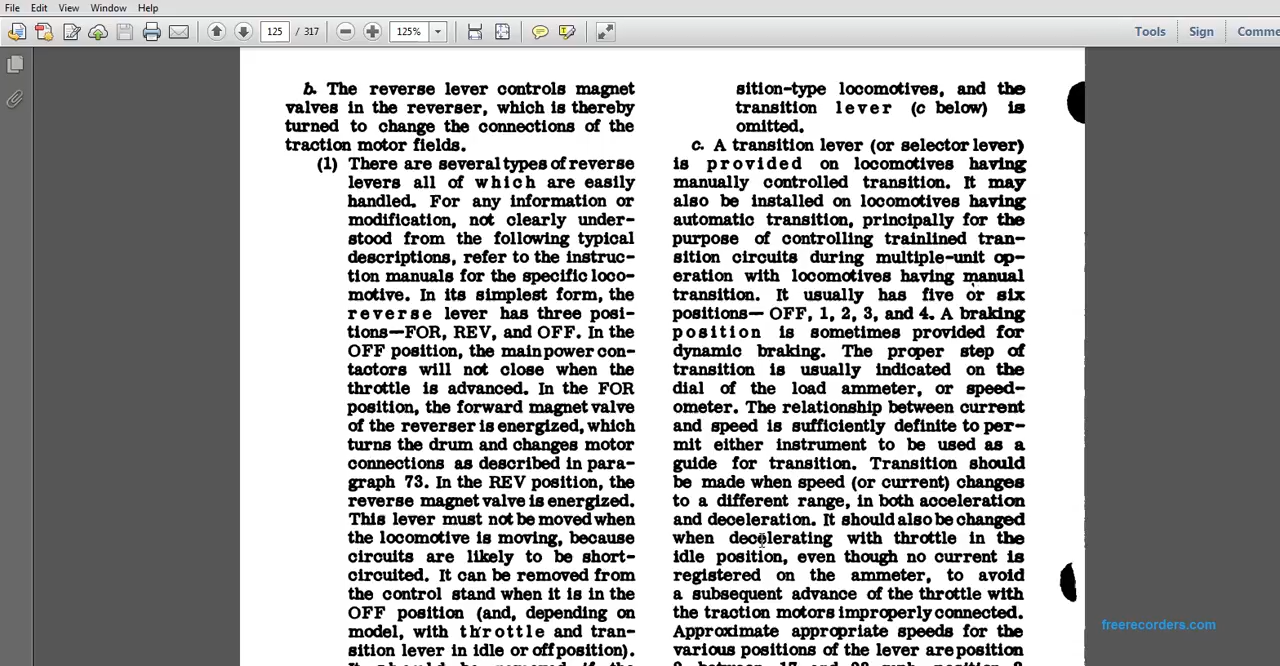 File Edit View Window Help
125 / 317 125% Tools Sign Comme
b. The reverse lever controls magnet
valves in the reverser, which is thereby
turned to change the connections of the
traction motor fields.
(1) There are several types of reverse
levers all of which are easily
handled. For any information or
modification, not clearly under-
stood from the following typical
descriptions, refer to the instruc-
tion manuals for the specific loco-
motive. In its simplest form, the
reverse lever has three posi-
tions—FOR, REV, and OFF. In the
OFF position, the main power con-
tactors will not close when the
throttle is advanced. In the FOR
position, the forward magnet valve
of the reverser is energized, which
turns the drum and changes motor
connections as described in para-
graph 73. In the REV position, the
reverse magnet valve is energized.
This lever must not be moved when
the locomotive is moving, because
circuits are likely to be short-
circuited. It can be removed from
the control stand when it is in the
OFF position (and, depending on
model, with throttle and tran-
sition lever in idle or off position).
It should be removed if the
sition-type locomotives, and the
transition lever (c below) is
omitted.
c. A transition lever (or selector lever)
is provided on locomotives having
manually controlled transition. It may
also be installed on locomotives having
automatic transition, principally for the
purpose of controlling trainlined tran-
sition circuits during multiple-unit op-
eration with locomotives having manual
transition. It usually has five or six
positions— OFF, 1, 2, 3, and 4. A braking
position is sometimes provided for
dynamic braking. The proper step of
transition is usually indicated on the
dial of the load ammeter, or speed-
ometer. The relationship between current
and speed is sufficiently definite to per-
mit either instrument to be used as a
guide for transition. Transition should
be made when speed (or current) changes
to a different range, in both acceleration
and deceleration. It should also be changed
when decelerating with throttle in the
idle position, even though no current is
registered on the ammeter, to avoid
a subsequent advance of the throttle with
the traction motors improperly connected.
Approximate appropriate speeds for the
various positions of the lever are position
between 17 and mph, position
freerecorders.com